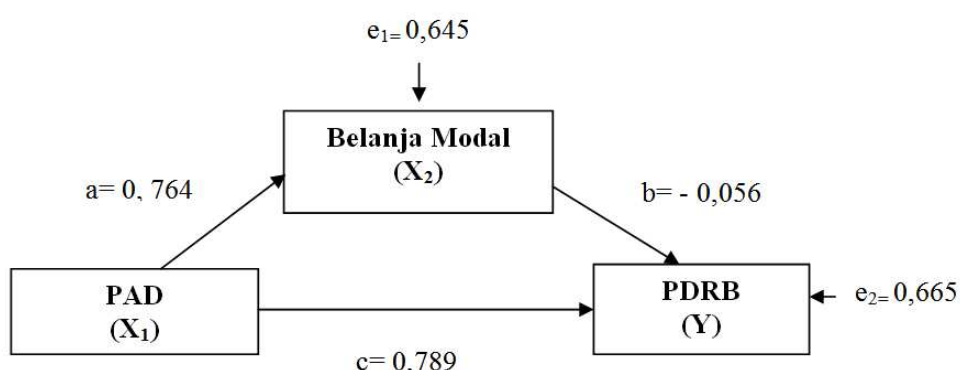 e₁₌ 0,645
Belanja Modal
(X₂)
a= 0, 764
b= - 0,056
PAD
(X₁)
PDRB
(Y)
e₂₌ 0,665
c= 0,789